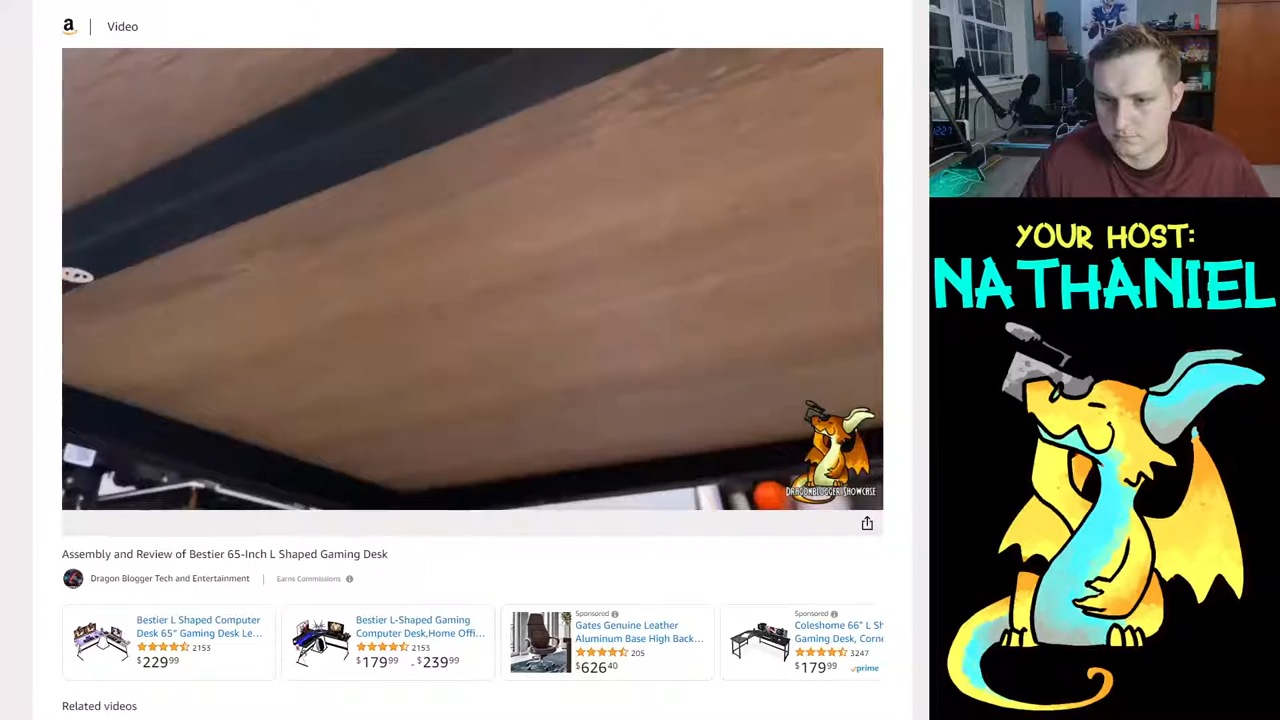 a | Video
YOUR HOST:
NATHANIEL
DRAGONBLOGGER SHOWCASE
Assembly and Review of Bestier 65-Inch L Shaped Gaming Desk
Dragon Blogger Tech and Entertainment | Earns Commissions
Bestier L Shaped Computer
Desk 65" Gaming Desk Le...
2153
$229.99
Bestier L-Shaped Gaming
Computer Desk,Home Offi...
2153
$179.99 - $239.99
Sponsored
Gates Genuine Leather
Aluminum Base High Back...
205
$626.40
Sponsored
Coleshome 66" L Sh
Gaming Desk, Corne
3247
$179.99 prime
Related videos